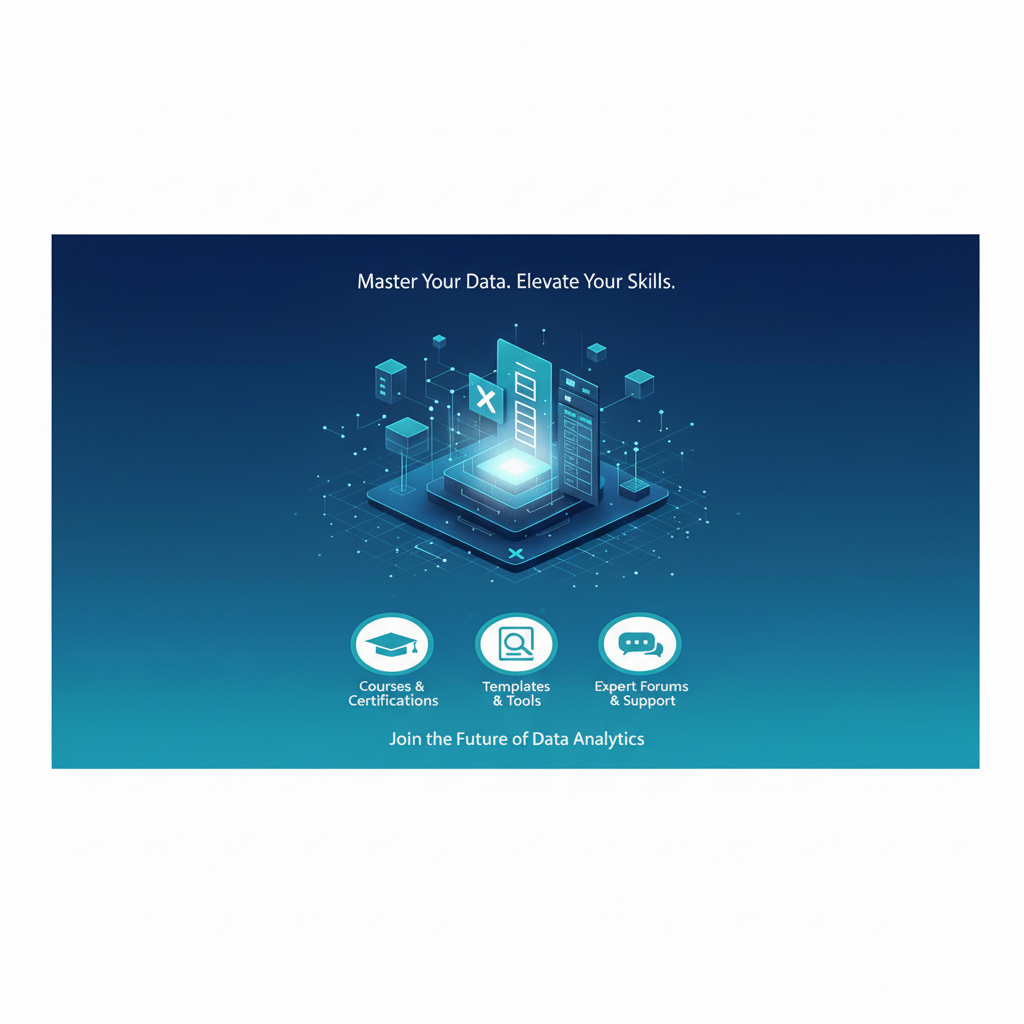 Master Your Data. Elevate Your Skills.
X
X
Courses &
Certifications
Templates
& Tools
Expert Forums
& Support
Join the Future of Data Analytics